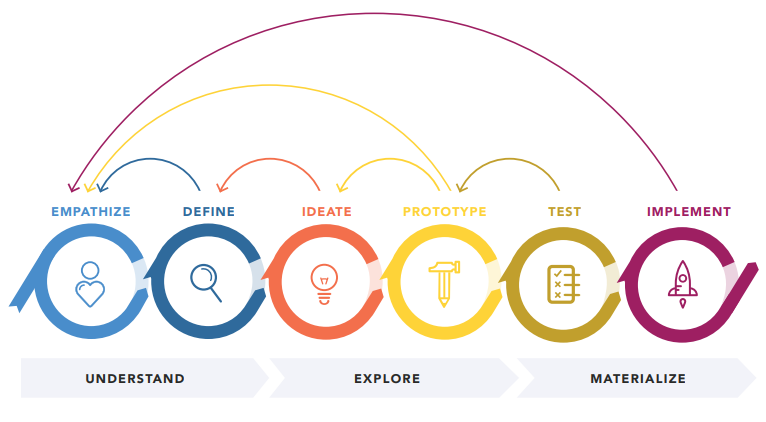 EMPATHIZE
DEFINE
IDEATE
PROTOTYPE
TEST
IMPLEMENT
UNDERSTAND
EXPLORE
MATERIALIZE